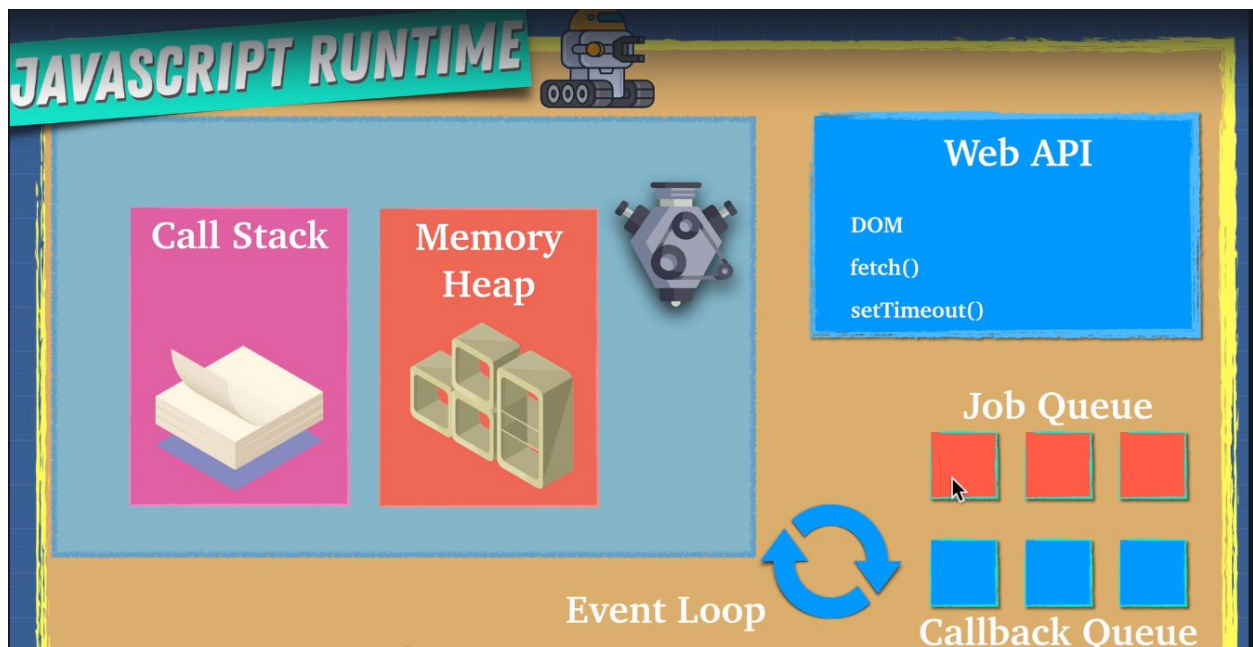 JAVASCRIPT RUNTIME
Call Stack
Memory
Heap
Web API
DOM
fetch()
setTimeout()
Job Queue
Event Loop
Callback Queue